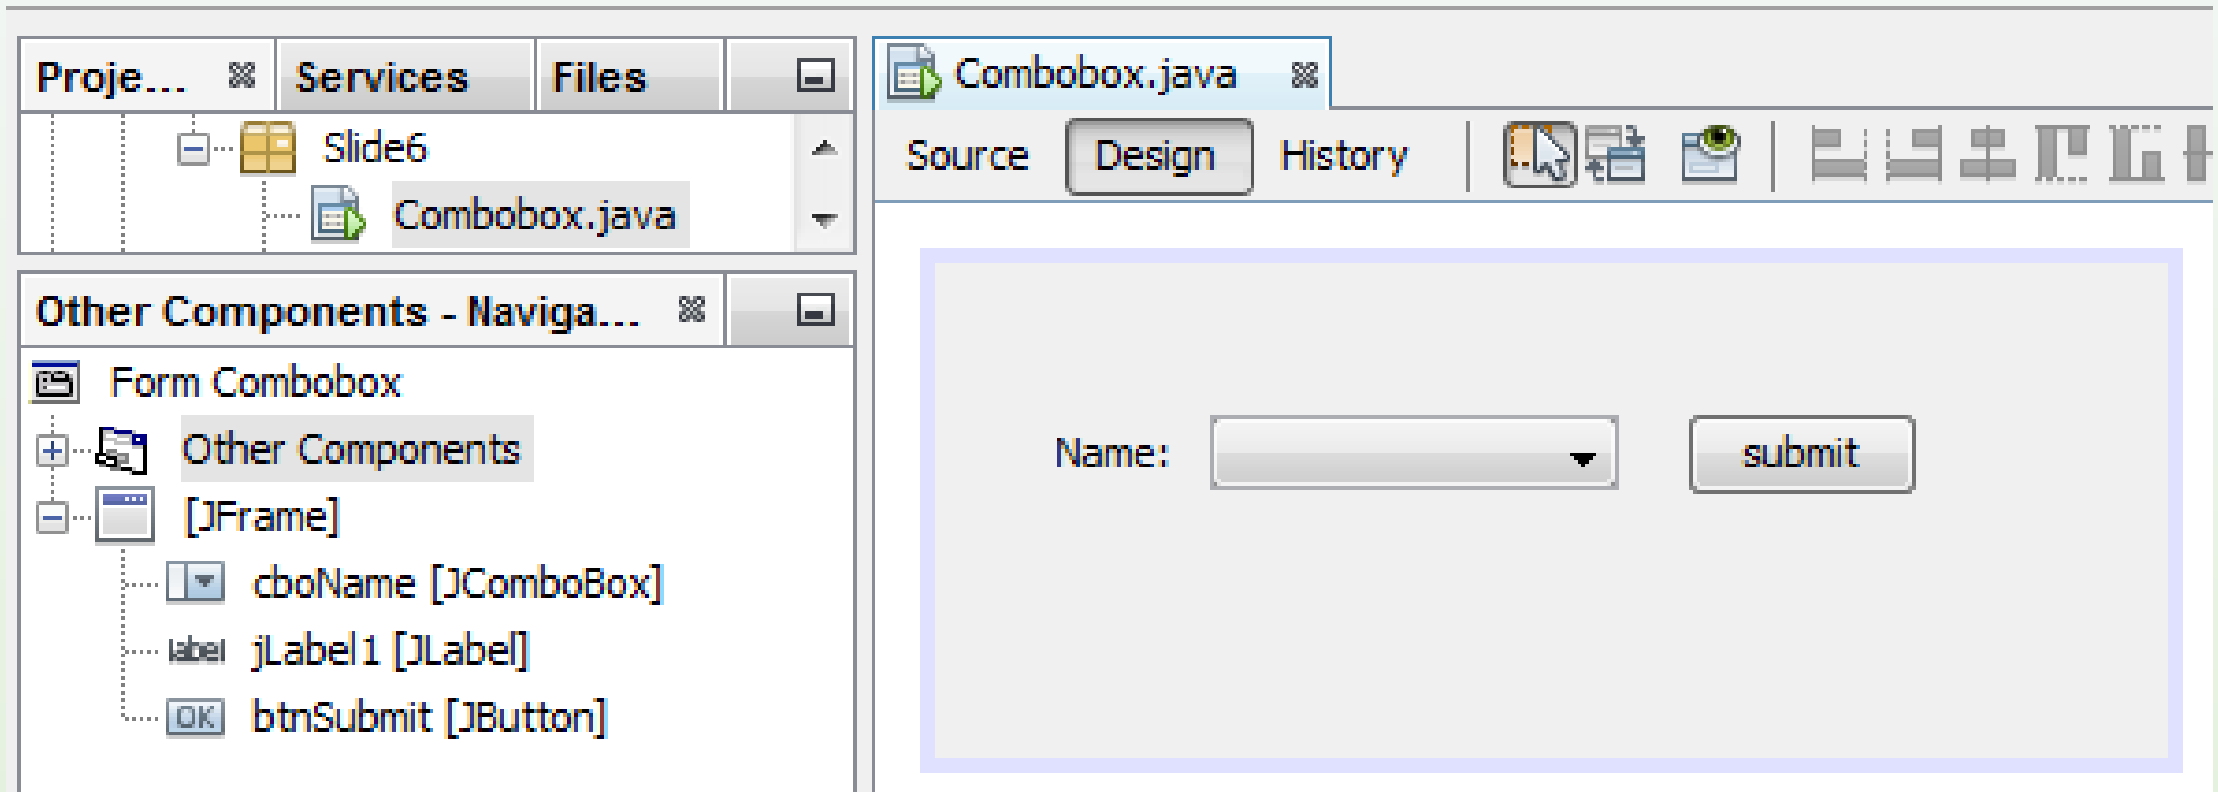 Proje... Services Files
Slide6
Combobox.java
Other Components - Naviga...
Form Combobox
Other Components
[JFrame]
cboName [JComboBox]
label jLabel1 [JLabel]
OK btnSubmit [JButton]
Combobox.java
Source Design History
Name: submit